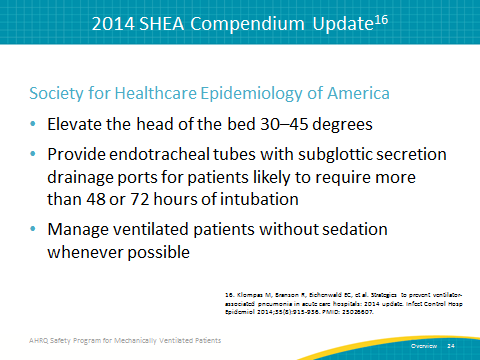 2014 SHEA Compendium Update16
Society for Healthcare Epidemiology of America
• Elevate the head of the bed 30–45 degrees
• Provide endotracheal tubes with subglottic secretion
drainage ports for patients likely to require more
than 48 or 72 hours of intubation
• Manage ventilated patients without sedation
whenever possible
16. Klompas M, Branson R, Eichenwald EC, et al. Strategies to prevent ventilator-
associated pneumonia in acute care hospitals: 2014 update. Infect Control Hosp
Epidemiol 2014;35(8):915-936. PMID: 25026607.
AHRQ Safety Program for Mechanically Ventilated Patients
Overview 24